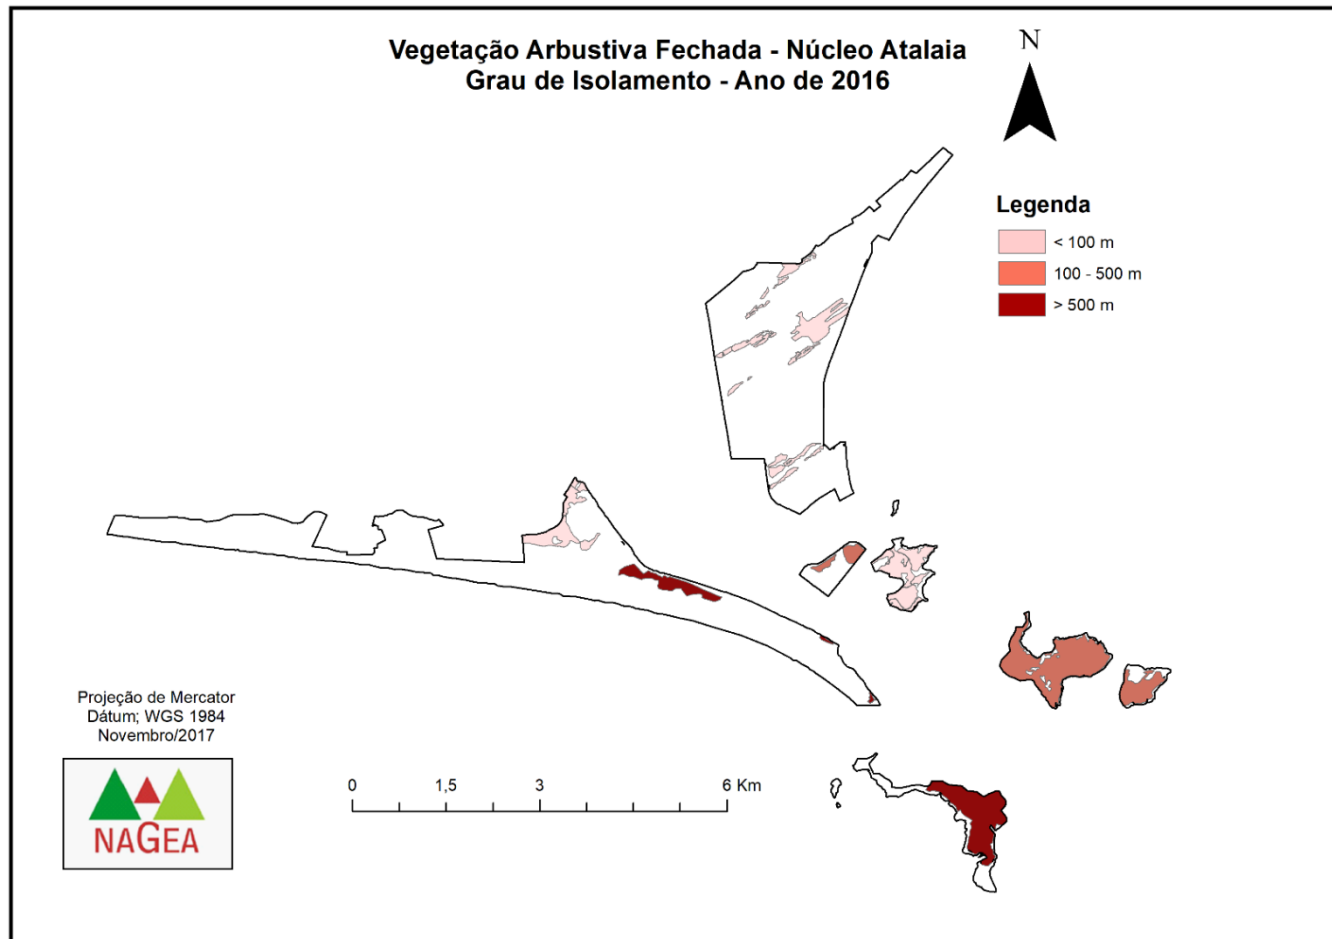 Vegetação Arbustiva Fechada - Núcleo Atalaia
Grau de Isolamento - Ano de 2016
N
Legenda
< 100 m
100 - 500 m
> 500 m
Projeção de Mercator
Dátum; WGS 1984
Novembro/2017
NAGEA
0 1,5 3 6 Km